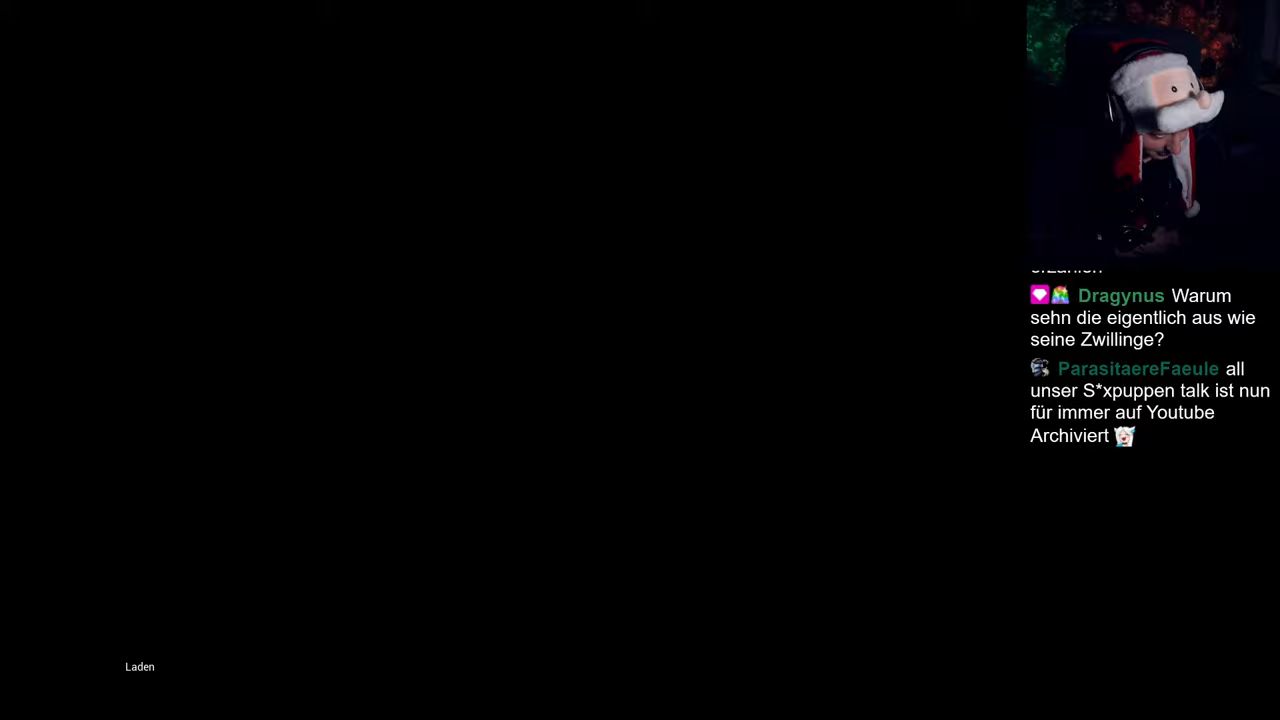 erzählen
Dragynus Warum
sehn die eigentlich aus wie
seine Zwillinge?
ParasitaereFaeule all
unser S*xpuppen talk ist nun
für immer auf Youtube
Archiviert
Laden